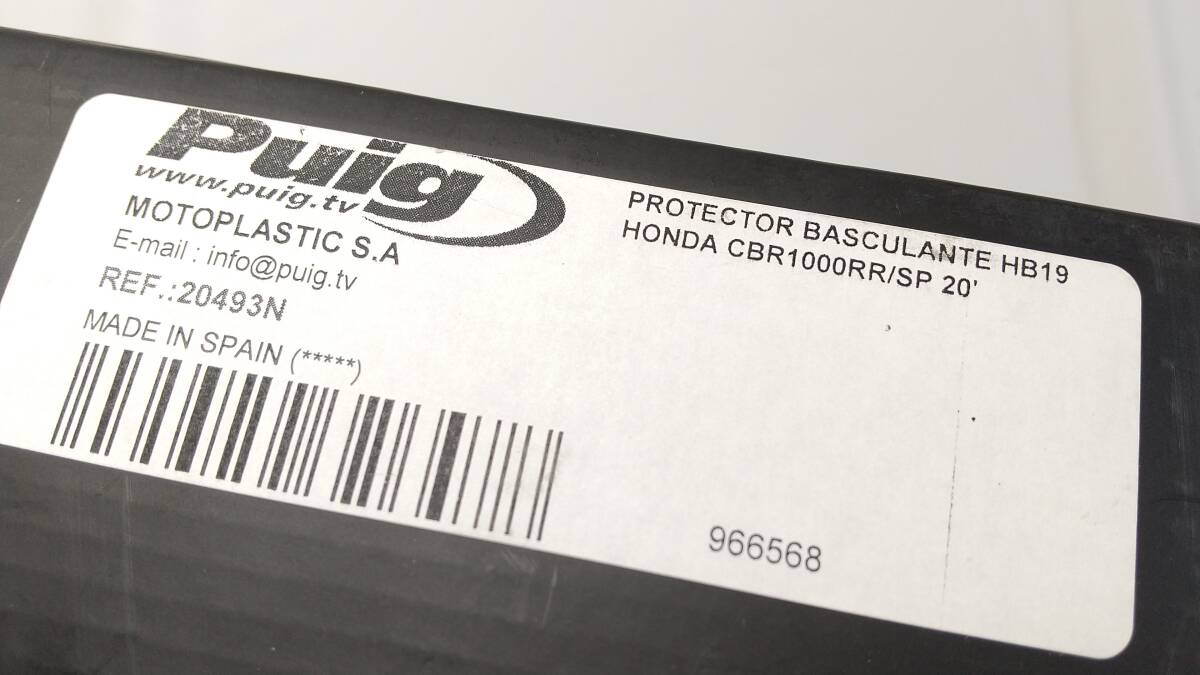 Puig
www.puig.tv
MOTOPLASTIC S.A
E-mail : info@puig.tv
REF.:20493N
MADE IN SPAIN (*****)
PROTECTOR BASCULANTE HB19
HONDA CBR1000RR/SP 20'
966568